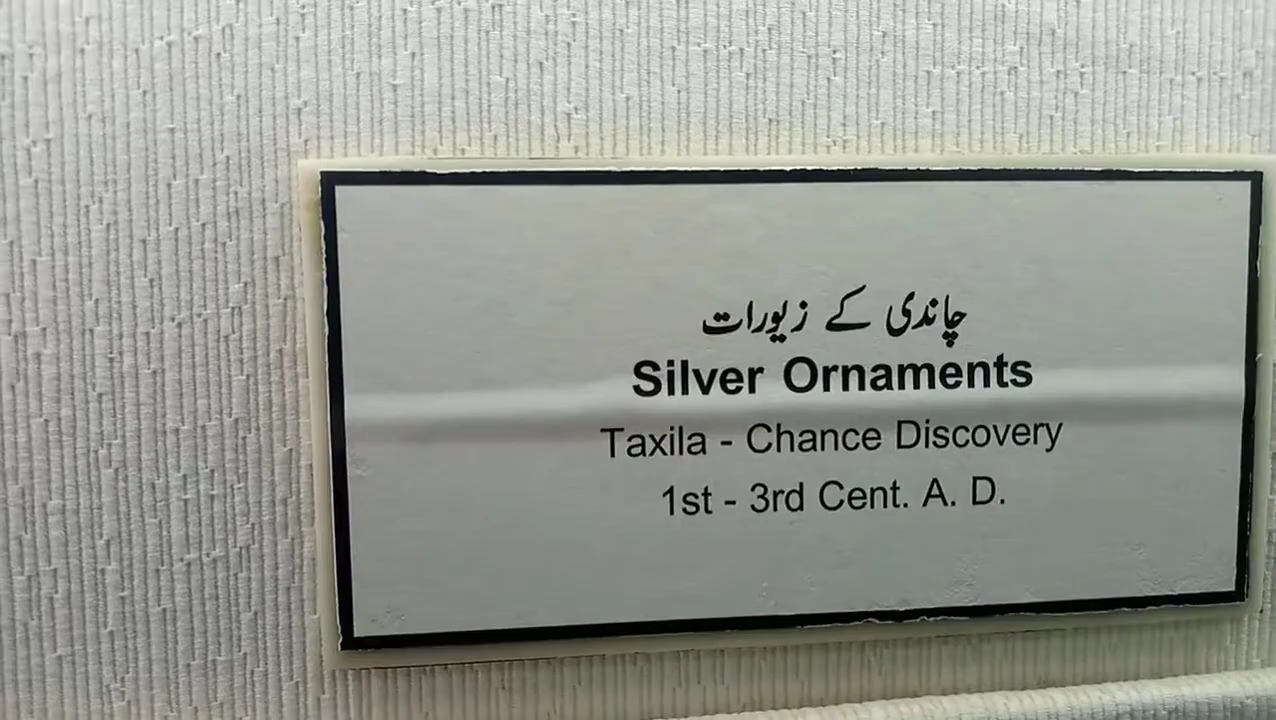 چاندی کے زیورات
Silver Ornaments
Taxila - Chance Discovery
1st - 3rd Cent. A. D.